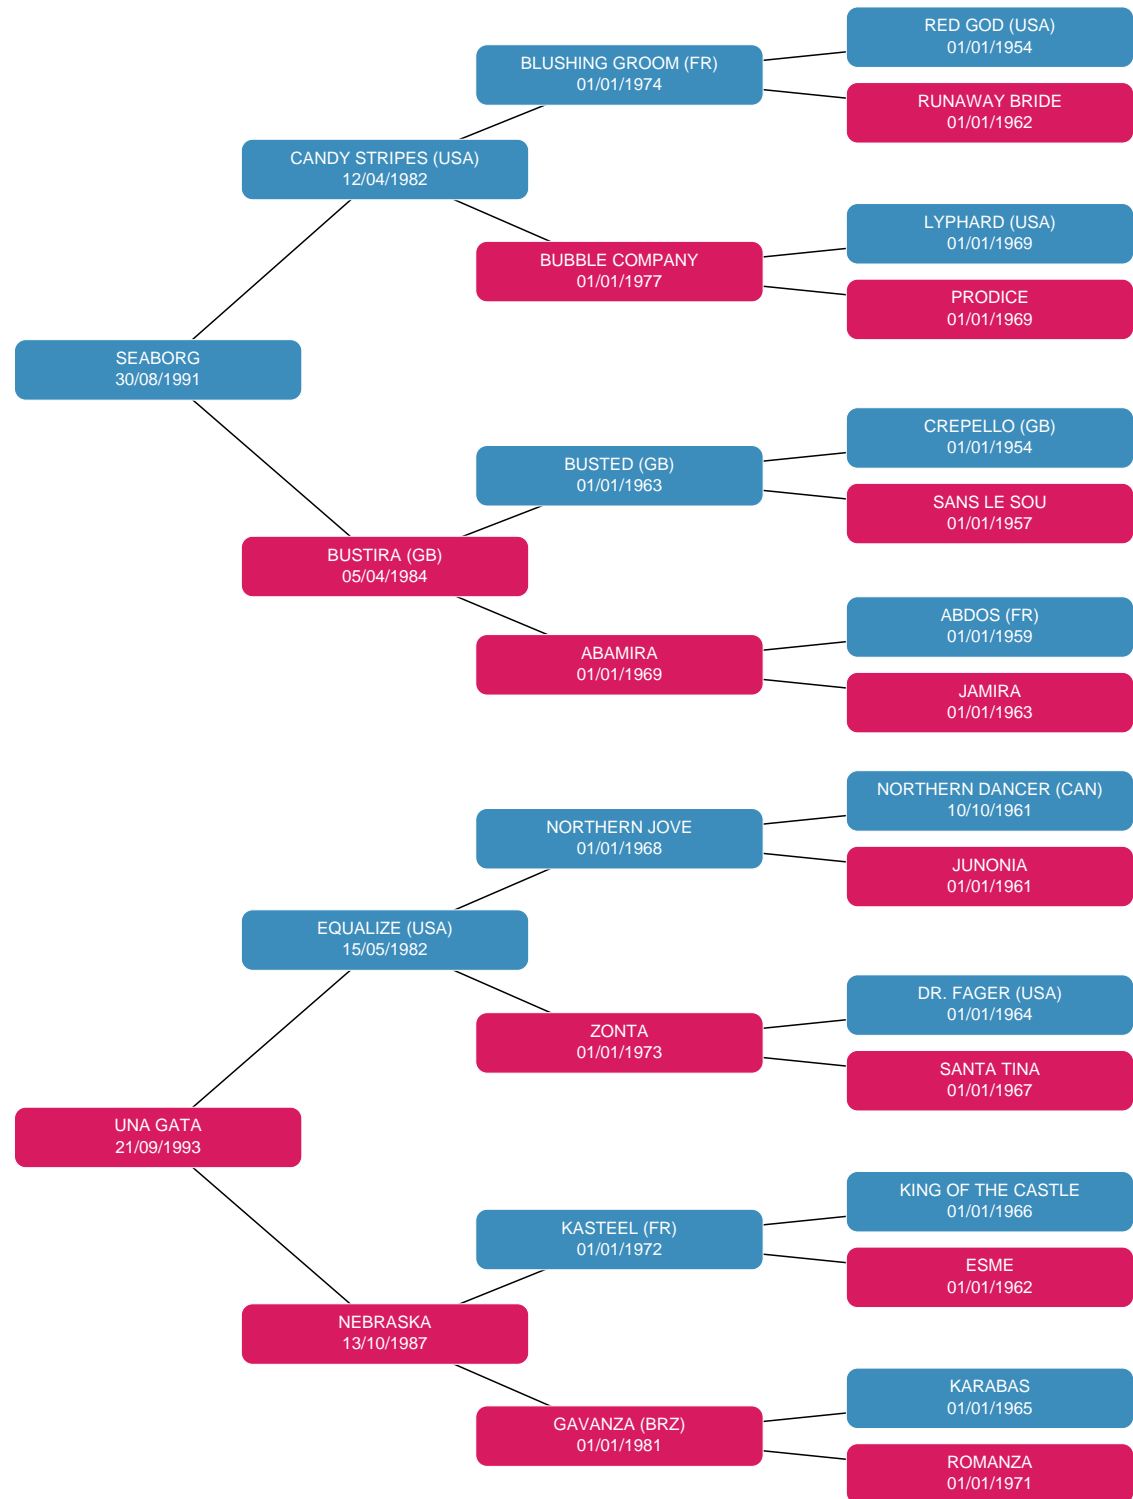 RED GOD (USA)
01/01/1954
BLUSHING GROOM (FR)
01/01/1974
RUNAWAY BRIDE
01/01/1962
CANDY STRIPES (USA)
12/04/1982
LYPHARD (USA)
01/01/1969
BUBBLE COMPANY
01/01/1977
PRODICE
01/01/1969
SEABORG
30/08/1991
CREPELLO (GB)
01/01/1954
BUSTED (GB)
01/01/1963
SANS LE SOU
01/01/1957
BUSTIRA (GB)
05/04/1984
ABDOS (FR)
01/01/1959
ABAMIRA
01/01/1969
JAMIRA
01/01/1963
NORTHERN DANCER (CAN)
10/10/1961
NORTHERN JOVE
01/01/1968
JUNONIA
01/01/1961
EQUALIZE (USA)
15/05/1982
DR. FAGER (USA)
01/01/1964
ZONTA
01/01/1973
SANTA TINA
01/01/1967
UNA GATA
21/09/1993
KING OF THE CASTLE
01/01/1966
KASTEEL (FR)
01/01/1972
ESME
01/01/1962
NEBRASKA
13/10/1987
KARABAS
01/01/1965
GAVANZA (BRZ)
01/01/1981
ROMANZA
01/01/1971